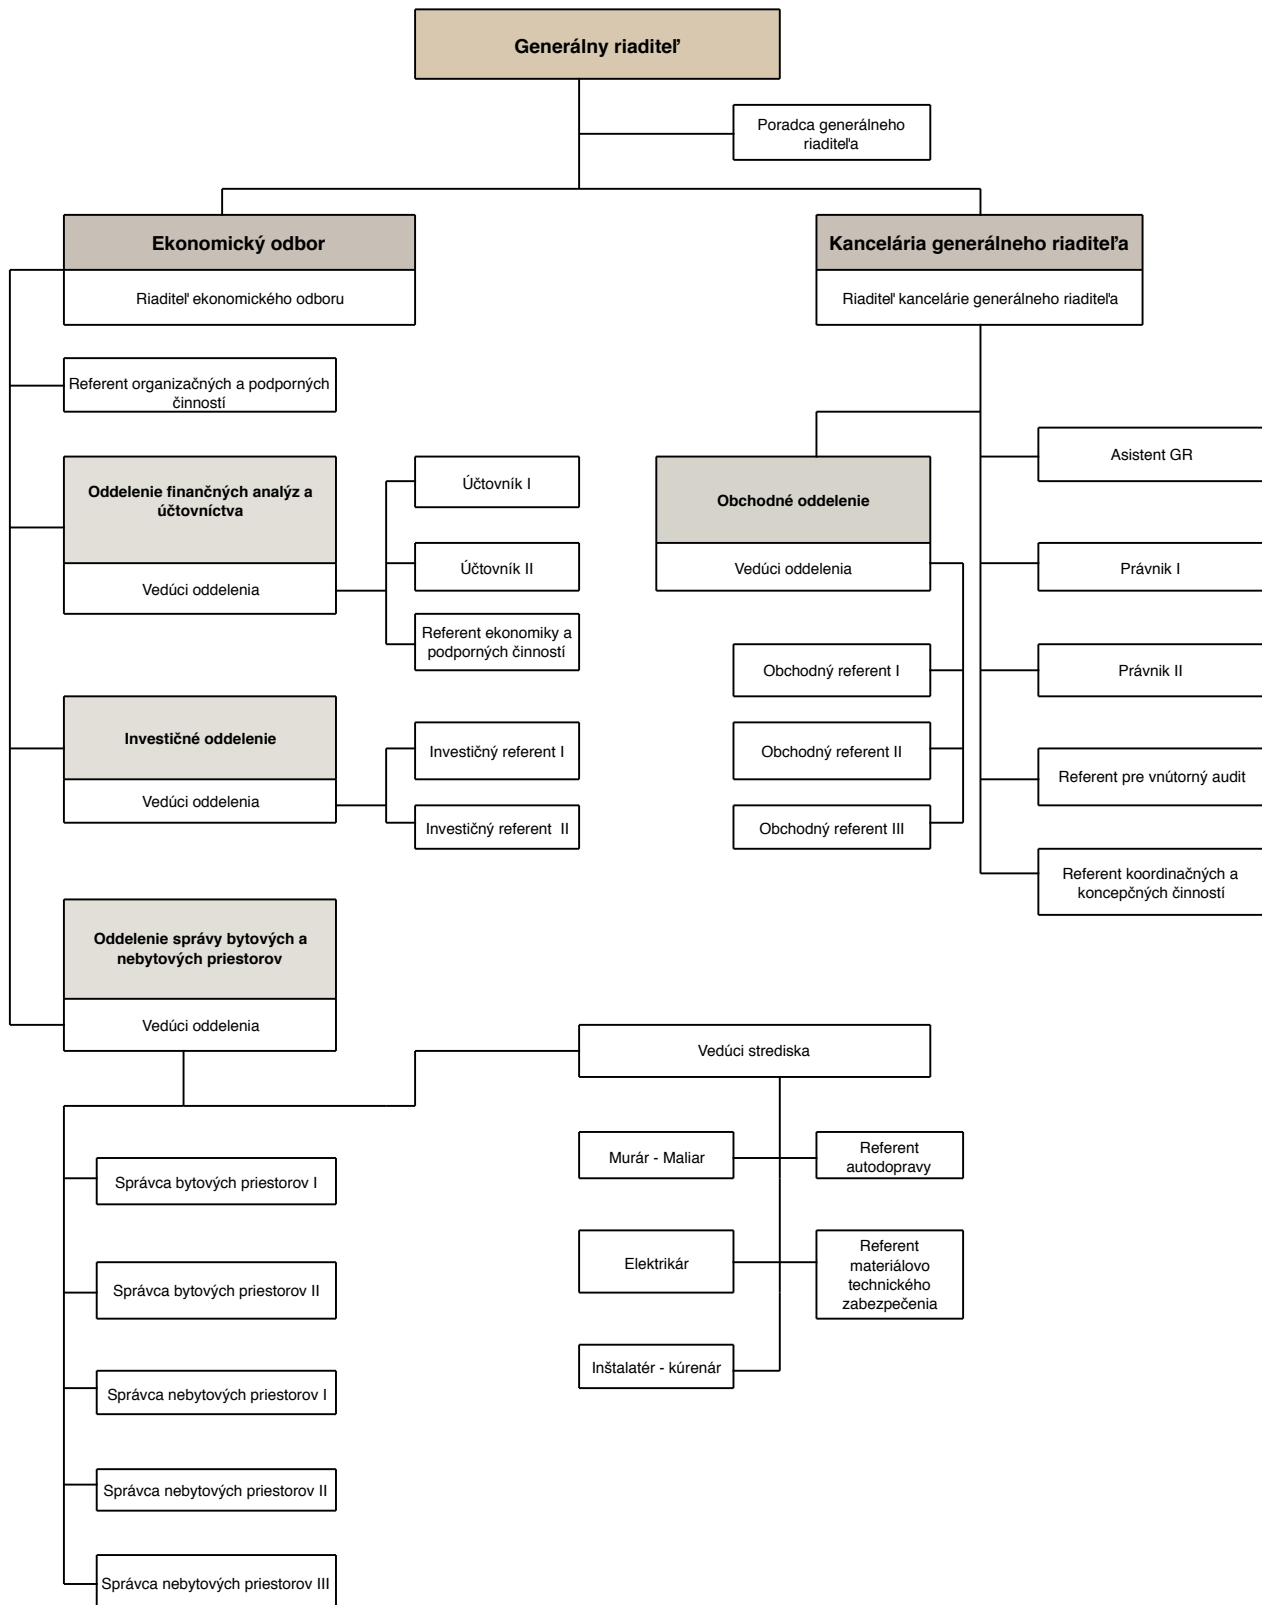 Generálny riaditeľ
Poradca generálneho
riaditeľa
Ekonomický odbor
Riaditeľ ekonomického odboru
Kancelária generálneho riaditeľa
Riaditeľ kancelárie generálneho riaditeľa
Referent organizačných a podporných
činností
Oddelenie finančných analýz a
účtovníctva
Vedúci oddelenia
Účtovník I
Účtovník II
Referent ekonomiky a
podporných činností
Investičné oddelenie
Vedúci oddelenia
Investičný referent I
Investičný referent  II
Obchodné oddelenie
Vedúci oddelenia
Obchodný referent I
Obchodný referent II
Obchodný referent III
Asistent GR
Právnik I
Právnik II
Referent pre vnútorný audit
Referent koordinačných a
koncepčných činností
Oddelenie správy bytových a
nebytových priestorov
Vedúci oddelenia
Správca bytových priestorov I
Správca bytových priestorov II
Správca nebytových priestorov I
Správca nebytových priestorov II
Správca nebytových priestorov III
Vedúci strediska
Murár - Maliar
Referent
autodopravy
Elektrikár
Referent
materiálovo
technického
zabezpečenia
Inštalatér - kúrenár